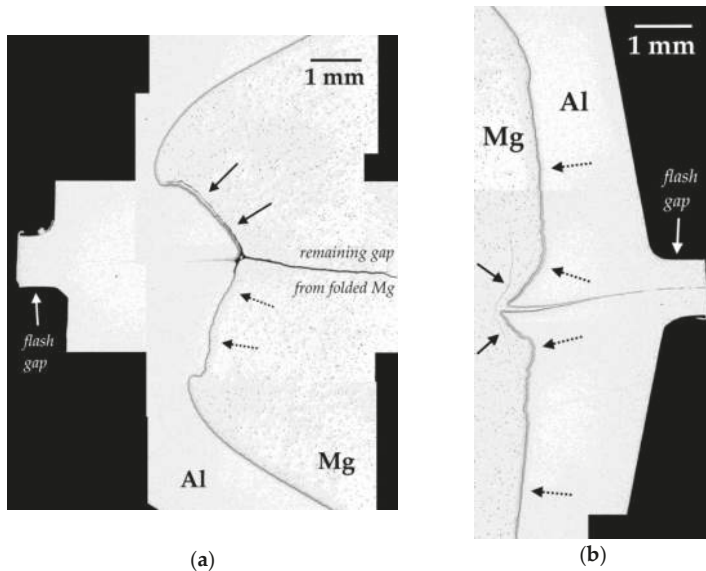 1 mm
remaining gap
from folded Mg
flash
gap
Al
Mg
(a)
1 mm
Al
Mg
flash
gap
(b)